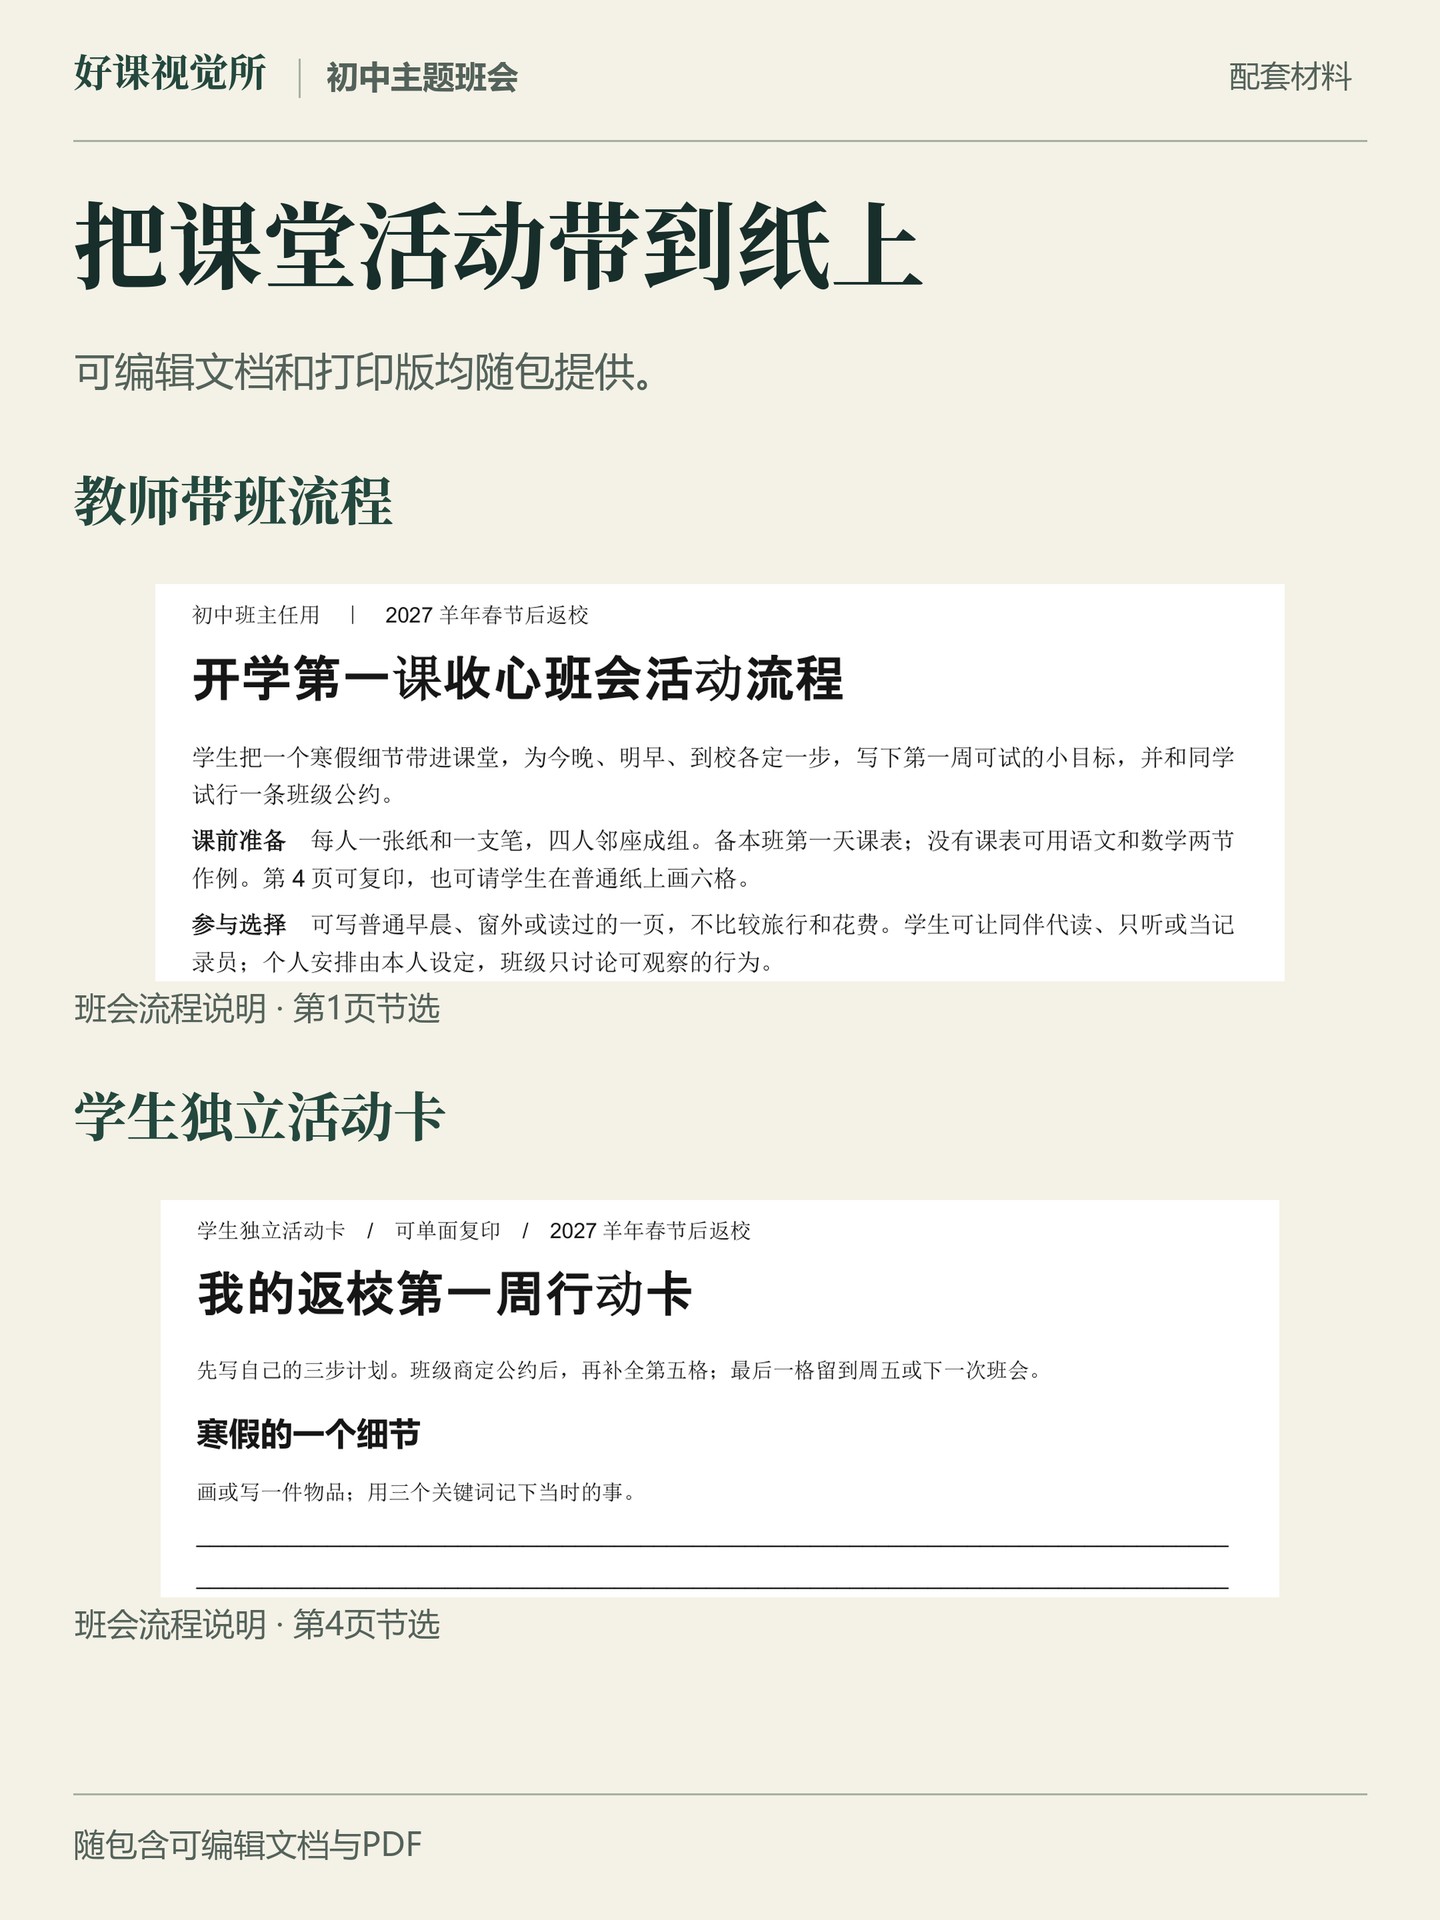 好课视觉所 | 初中主题班会
配套材料
把课堂活动带到纸上
可编辑文档和打印版均随包提供。
教师带班流程
初中班主任用 | 2027 羊年春节后返校
开学第一课收心班会活动流程
学生把一个寒假细节带进课堂，为今晚、明早、到校各定一步，写下第一周可试的小目标，并和同学
试行一条班级公约。
课前准备 每人一张纸和一支笔，四人邻座成组。备本班第一天课表；没有课表可用语文和数学两节
作例。第 4 页可复印，也可请学生在普通纸上画六格。
参与选择 可写普通早晨、窗外或读过的一页，不比较旅行和花费。学生可让同伴代读、只听或当记
录员；个人安排由本人设定，班级只讨论可观察的行为。
班会流程说明 · 第1页节选
学生独立活动卡
学生独立活动卡 / 可单面复印 / 2027 羊年春节后返校
我的返校第一周行动卡
先写自己的三步计划。班级商定公约后，再补全第五格；最后一格留到周五或下一次班会。
寒假的一个细节
画或写一件物品；用三个关键词记下当时的事。
班会流程说明 · 第4页节选
随包含可编辑文档与PDF